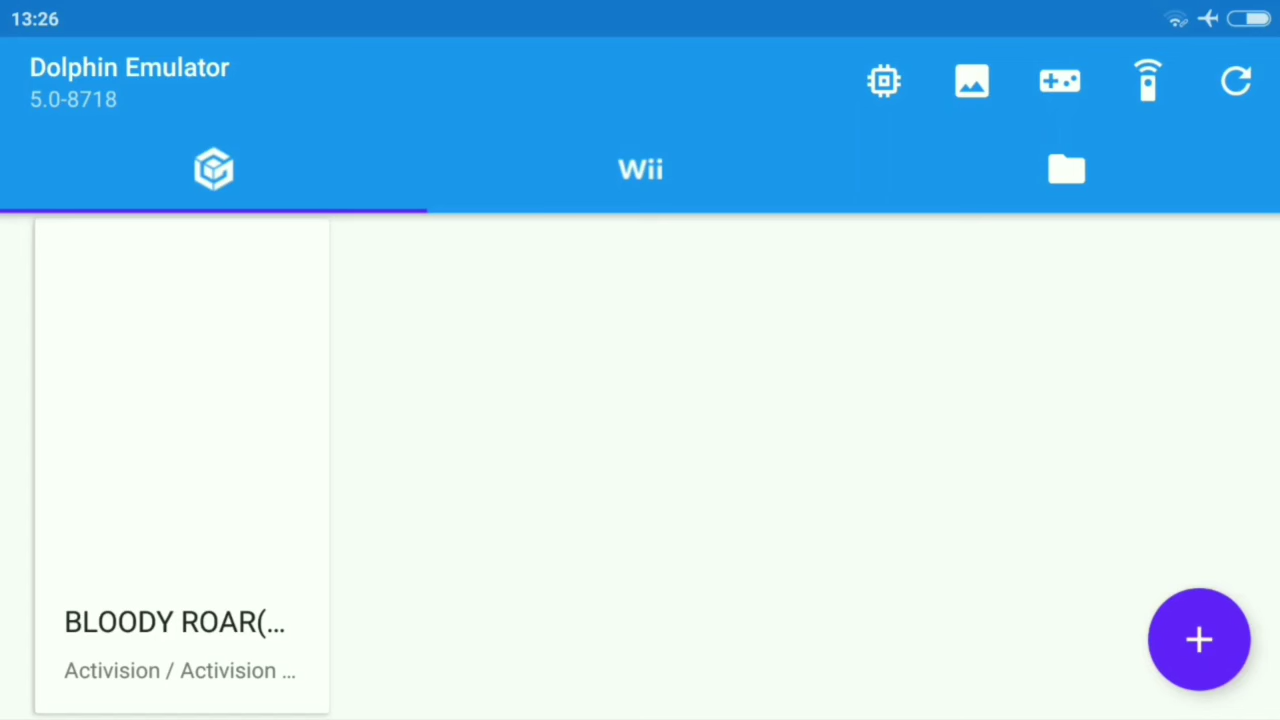 13:26
Dolphin Emulator
5.0-8718
Wii
BLOODY ROAR(...
Activision / Activision ...